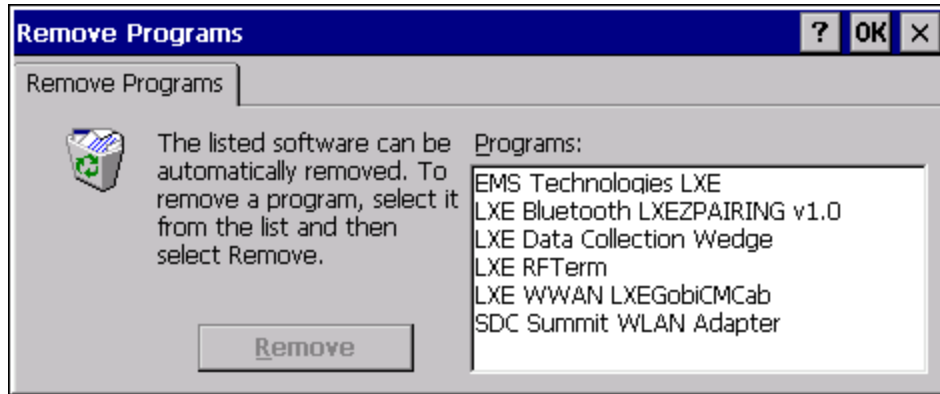 Remove Programs
? OK ×
Remove Programs
The listed software can be
automatically removed. To
remove a program, select it
from the list and then
select Remove.
Remove
Programs:
EMS Technologies LXE
LXE Bluetooth LXEZPAIRING v1.0
LXE Data Collection Wedge
LXE RFTerm
LXE WWAN LXEGobiCMCab
SDC Summit WLAN Adapter